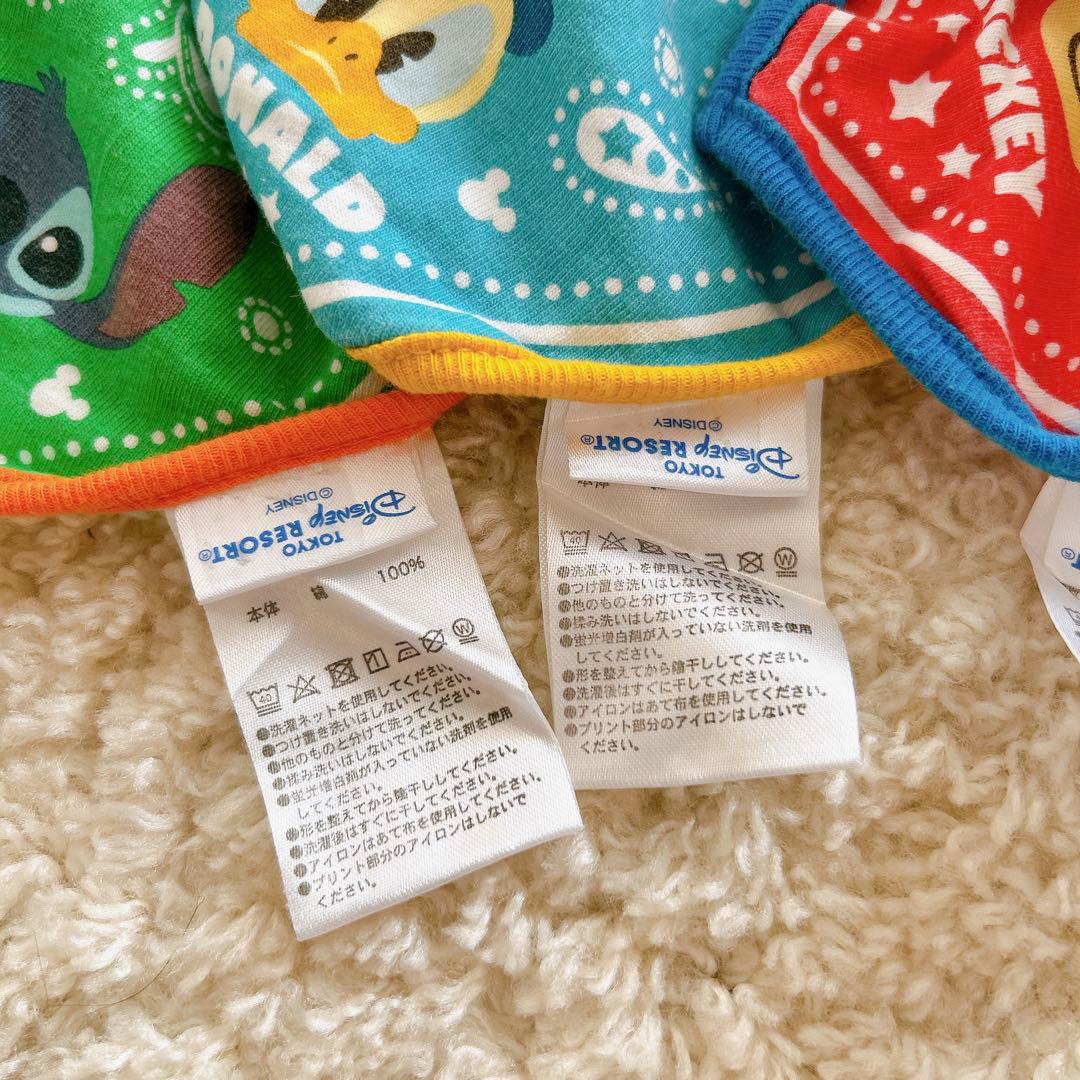 DONALD
MICKEY
TOKYO
Disney RESORT®
© DISNEY
本体 綿 100%
40
W
●洗濯ネットを使用してください。
●つけ置き洗いはしないでください。
●他のものと分けて洗ってください。
●揉み洗いはしないでください。
●蛍光増白剤が入っていない洗剤を使用
してください。
●形を整えてから陰干ししてください。
●洗濯後はすぐに干してください。
●アイロンはあて布を使用してください。
●プリント部分のアイロンはしないで
ください。
TOKYO
Disney RESORT®
© DISNEY
40
W
●洗濯ネットを使用してください。
●つけ置き洗いはしないでください。
●他のものと分けて洗ってください。
●揉み洗いはしないでください。
●蛍光増白剤が入っていない洗剤を使用
してください。
●形を整えてから陰干ししてください。
●洗濯後はすぐに干してください。
●アイロンはあて布を使用してください。
●プリント部分のアイロンはしないで
ください。